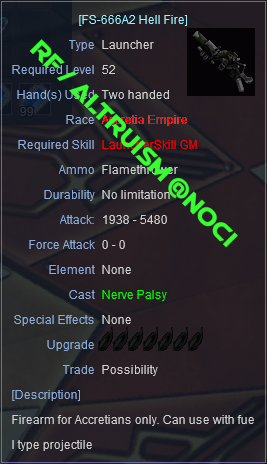 [FS-666A2 Hell Fire]
Type Launcher
Required Level 52
Hand(s) Used Two handed
Race Accretia Empire
Required Skill LauncherSkill GM
Ammo Flamethrower
Durability No limitation
Attack: 1938 - 5480
Force Attack 0 - 0
Element None
Cast Nerve Palsy
Special Effects None
Upgrade
Trade Possibility
[Description]
Firearm for Accretians only. Can use with fue
l type projectile
RF/ALTRUISM@NOCI
99